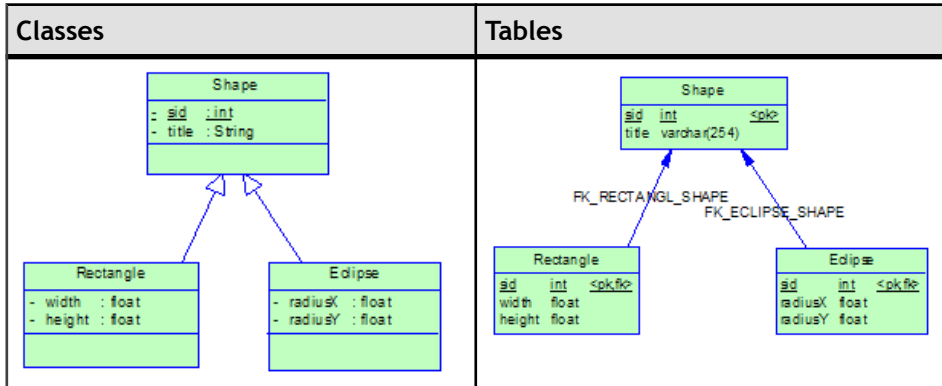 Classes
Tables
Shape
- sid : int
- title : String
Rectangle
- width : float
- height : float
Eclipse
- radiusX : float
- radiusY : float
Shape
sid int <pk>
title varchar(254)
FK_RECTANGL_SHAPE
FK_ECLIPSE_SHAPE
Rectangle
sid int <pk,fk>
width float
height float
Eclipse
sid int <pk,fk>
radiusX float
radiusY float